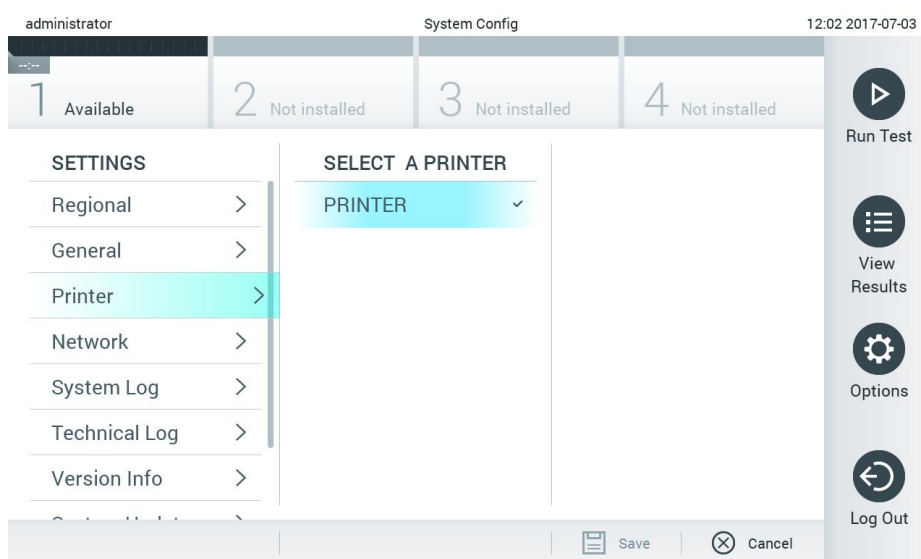 administrator
System Config
12:02 2017-07-03
--:--
1 Available
2 Not installed
3 Not installed
4 Not installed
Run Test
View
Results
Options
Log Out
SETTINGS
Regional
General
Printer
Network
System Log
Technical Log
Version Info
SELECT A PRINTER
PRINTER
Save
Cancel